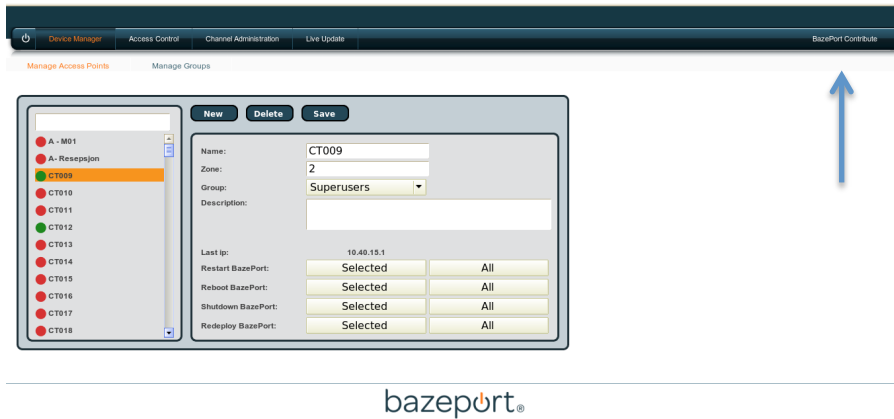 Device Manager Access Control Channel Administration Live Update BazePort Contribute
Manage Access Points Manage Groups
New Delete Save
A - M01
A- Resepsjon
CT009
CT010
CT011
CT012
CT013
CT014
CT015
CT016
CT017
CT018
Name: CT009
Zone: 2
Group: Superusers
Description:
Last ip: 10.40.15.1
Restart BazePort: Selected All
Reboot BazePort: Selected All
Shutdown BazePort: Selected All
Redeploy BazePort: Selected All
bazeport®